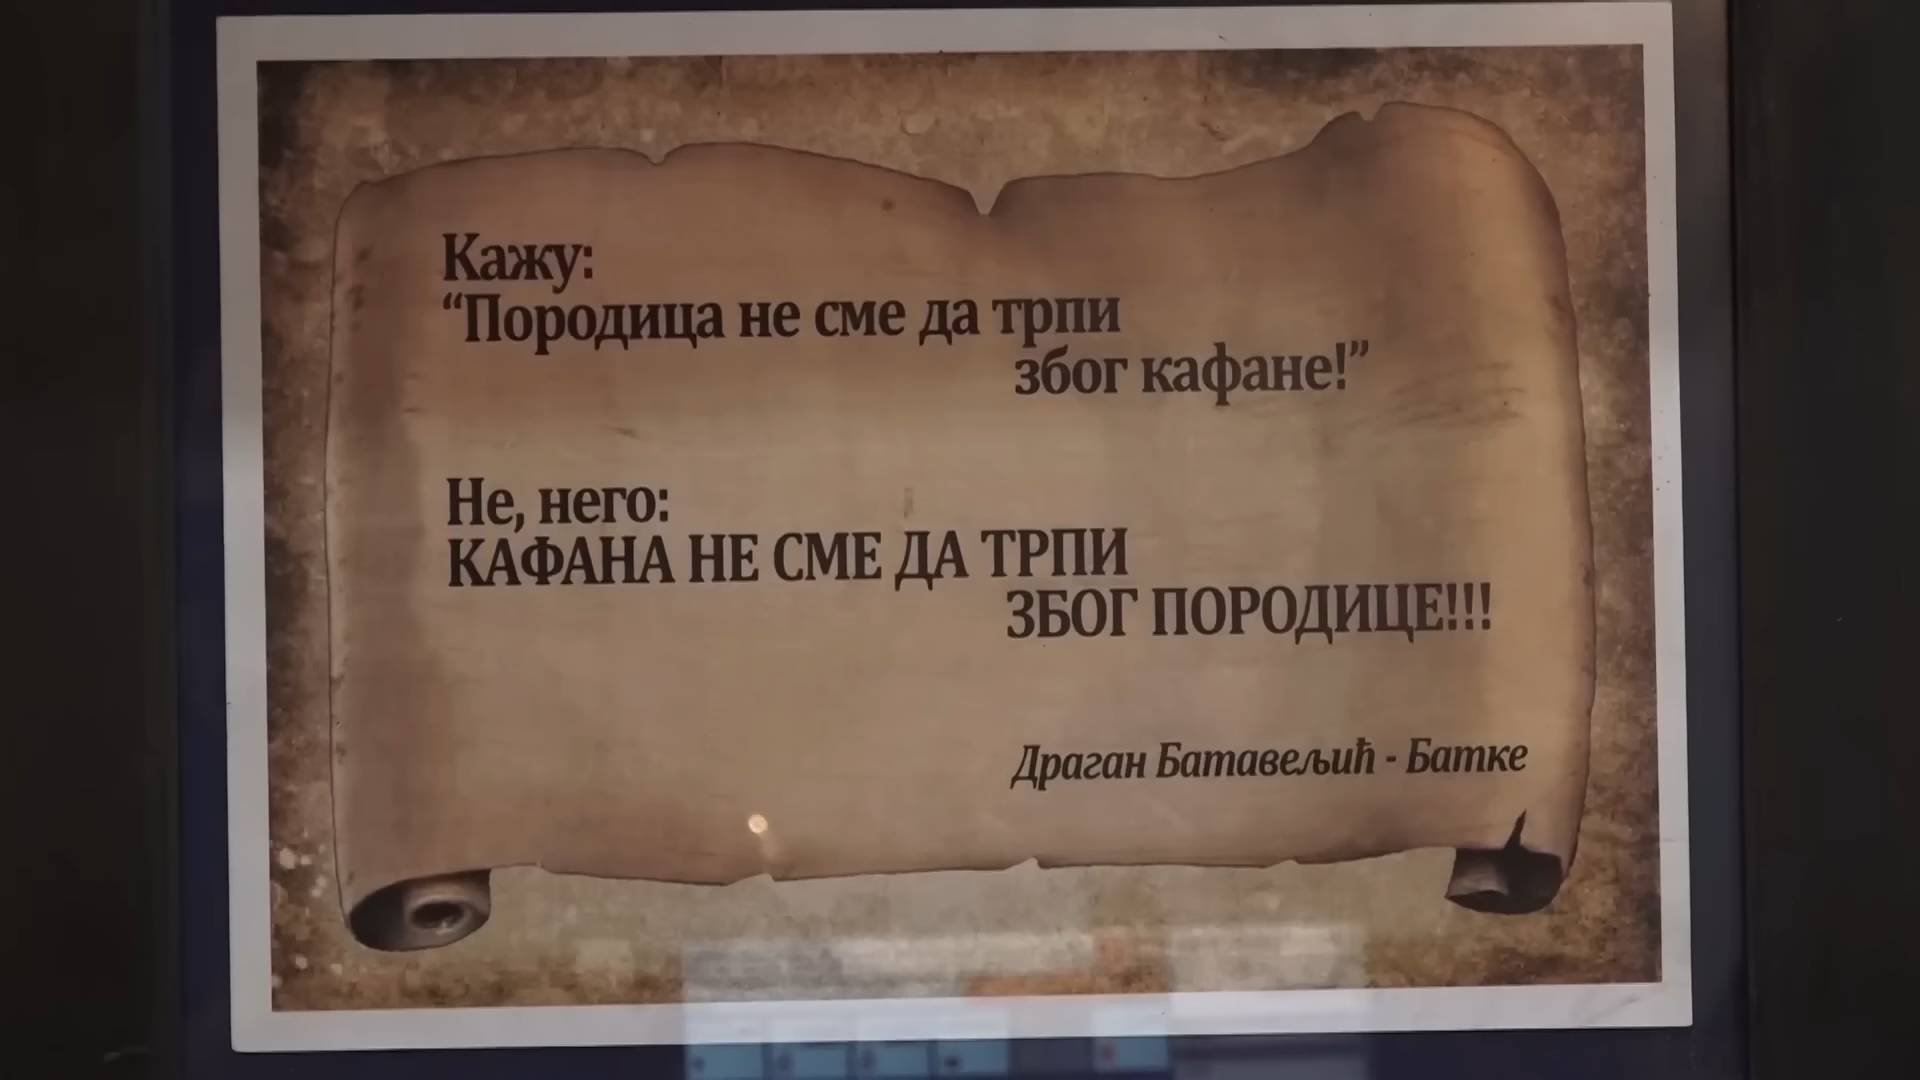 Кажу:
“Породица не сме да трпи
због кафане!”
Не, него:
КАФАНА НЕ СМЕ ДА ТРПИ
ЗБОГ ПОРОДИЦЕ!!!
Драган Батавељић - Батке